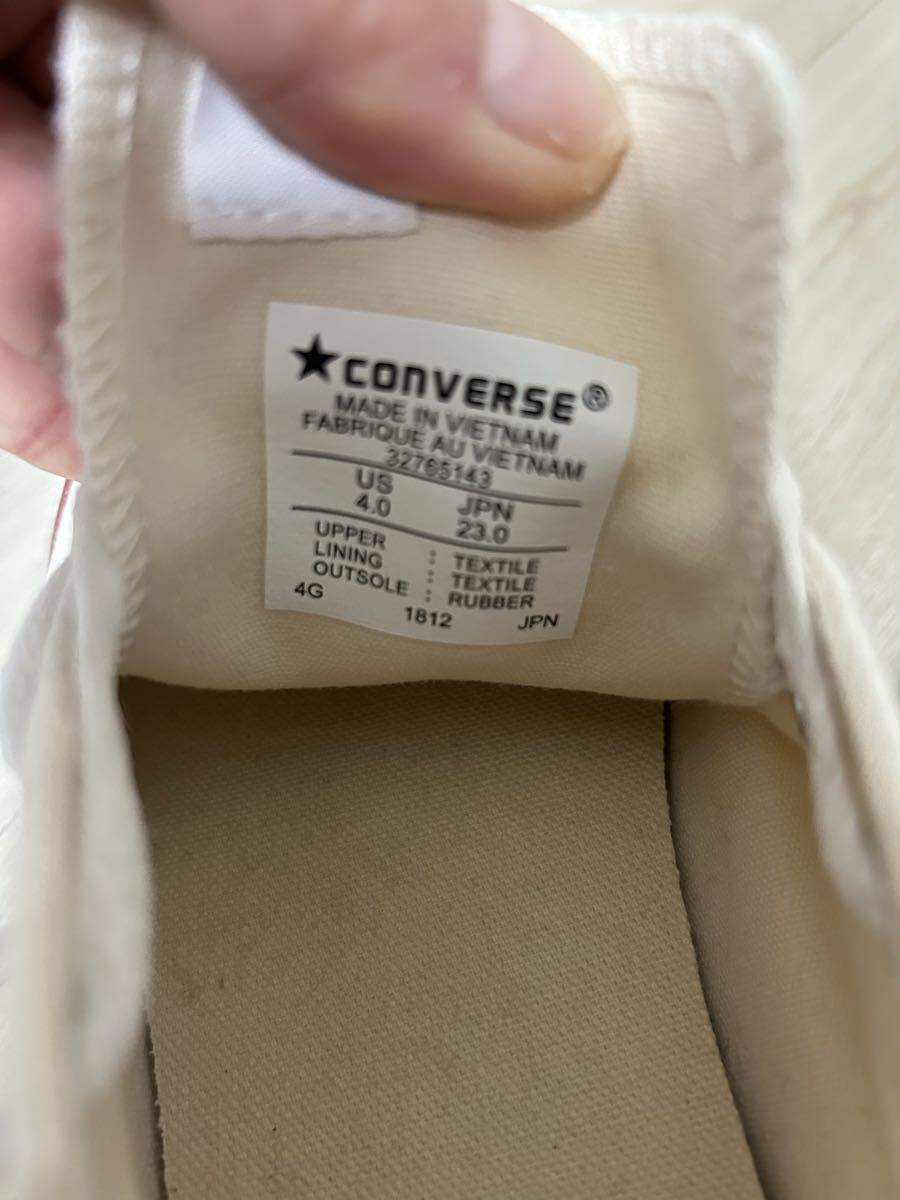 ★CONVERSE®
MADE IN VIETNAM
FABRIQUE AU VIETNAM
32765143
US JPN
4.0 23.0
UPPER : TEXTILE
LINING : TEXTILE
OUTSOLE : RUBBER
4G 1812 JPN